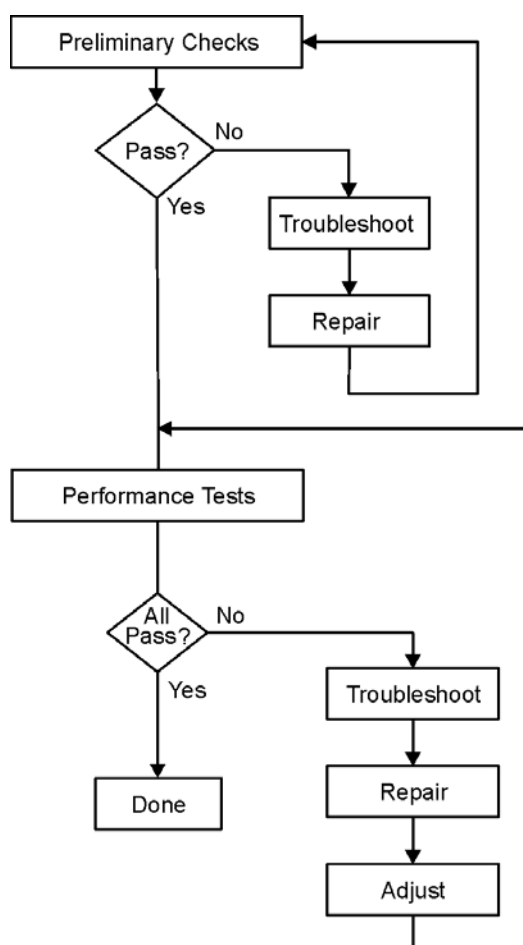 Preliminary Checks
Pass?
No
Yes
Troubleshoot
Repair
Performance Tests
All
Pass?
No
Yes
Troubleshoot
Done
Repair
Adjust